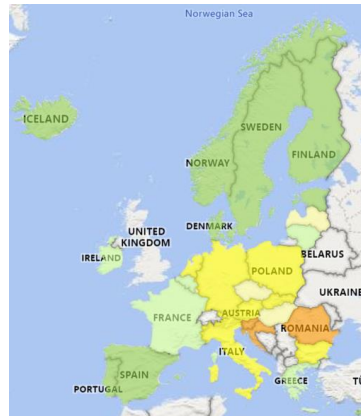 Norwegian Sea
ICELAND
SWEDEN
FINLAND
NORWAY
DENMARK
UNITED
KINGDOM
IRELAND
BELARUS
POLAND
UKRAINE
FRANCE
AUSTRIA
ROMANIA
ITALY
SPAIN
PORTUGAL
GREECE
TÜ